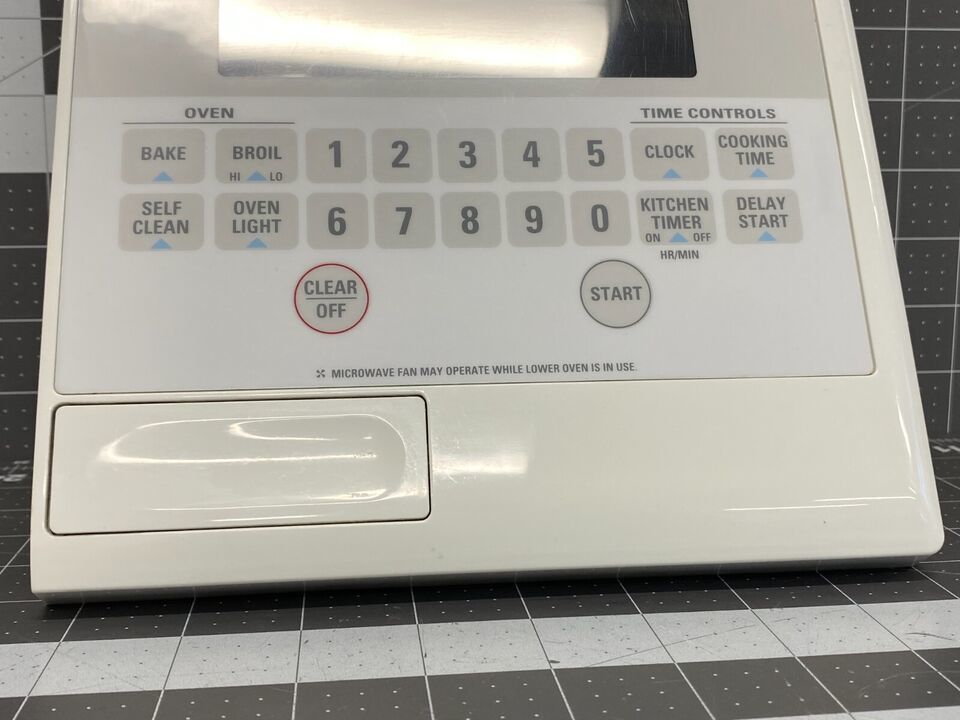 OVEN
TIME CONTROLS
BAKE
BROIL
HI LO
1 2 3 4 5
CLOCK
COOKING
TIME
SELF
CLEAN
OVEN
LIGHT
6 7 8 9 0
KITCHEN
TIMER
ON OFF
HR/MIN
DELAY
START
CLEAR
OFF
START
MICROWAVE FAN MAY OPERATE WHILE LOWER OVEN IS IN USE.